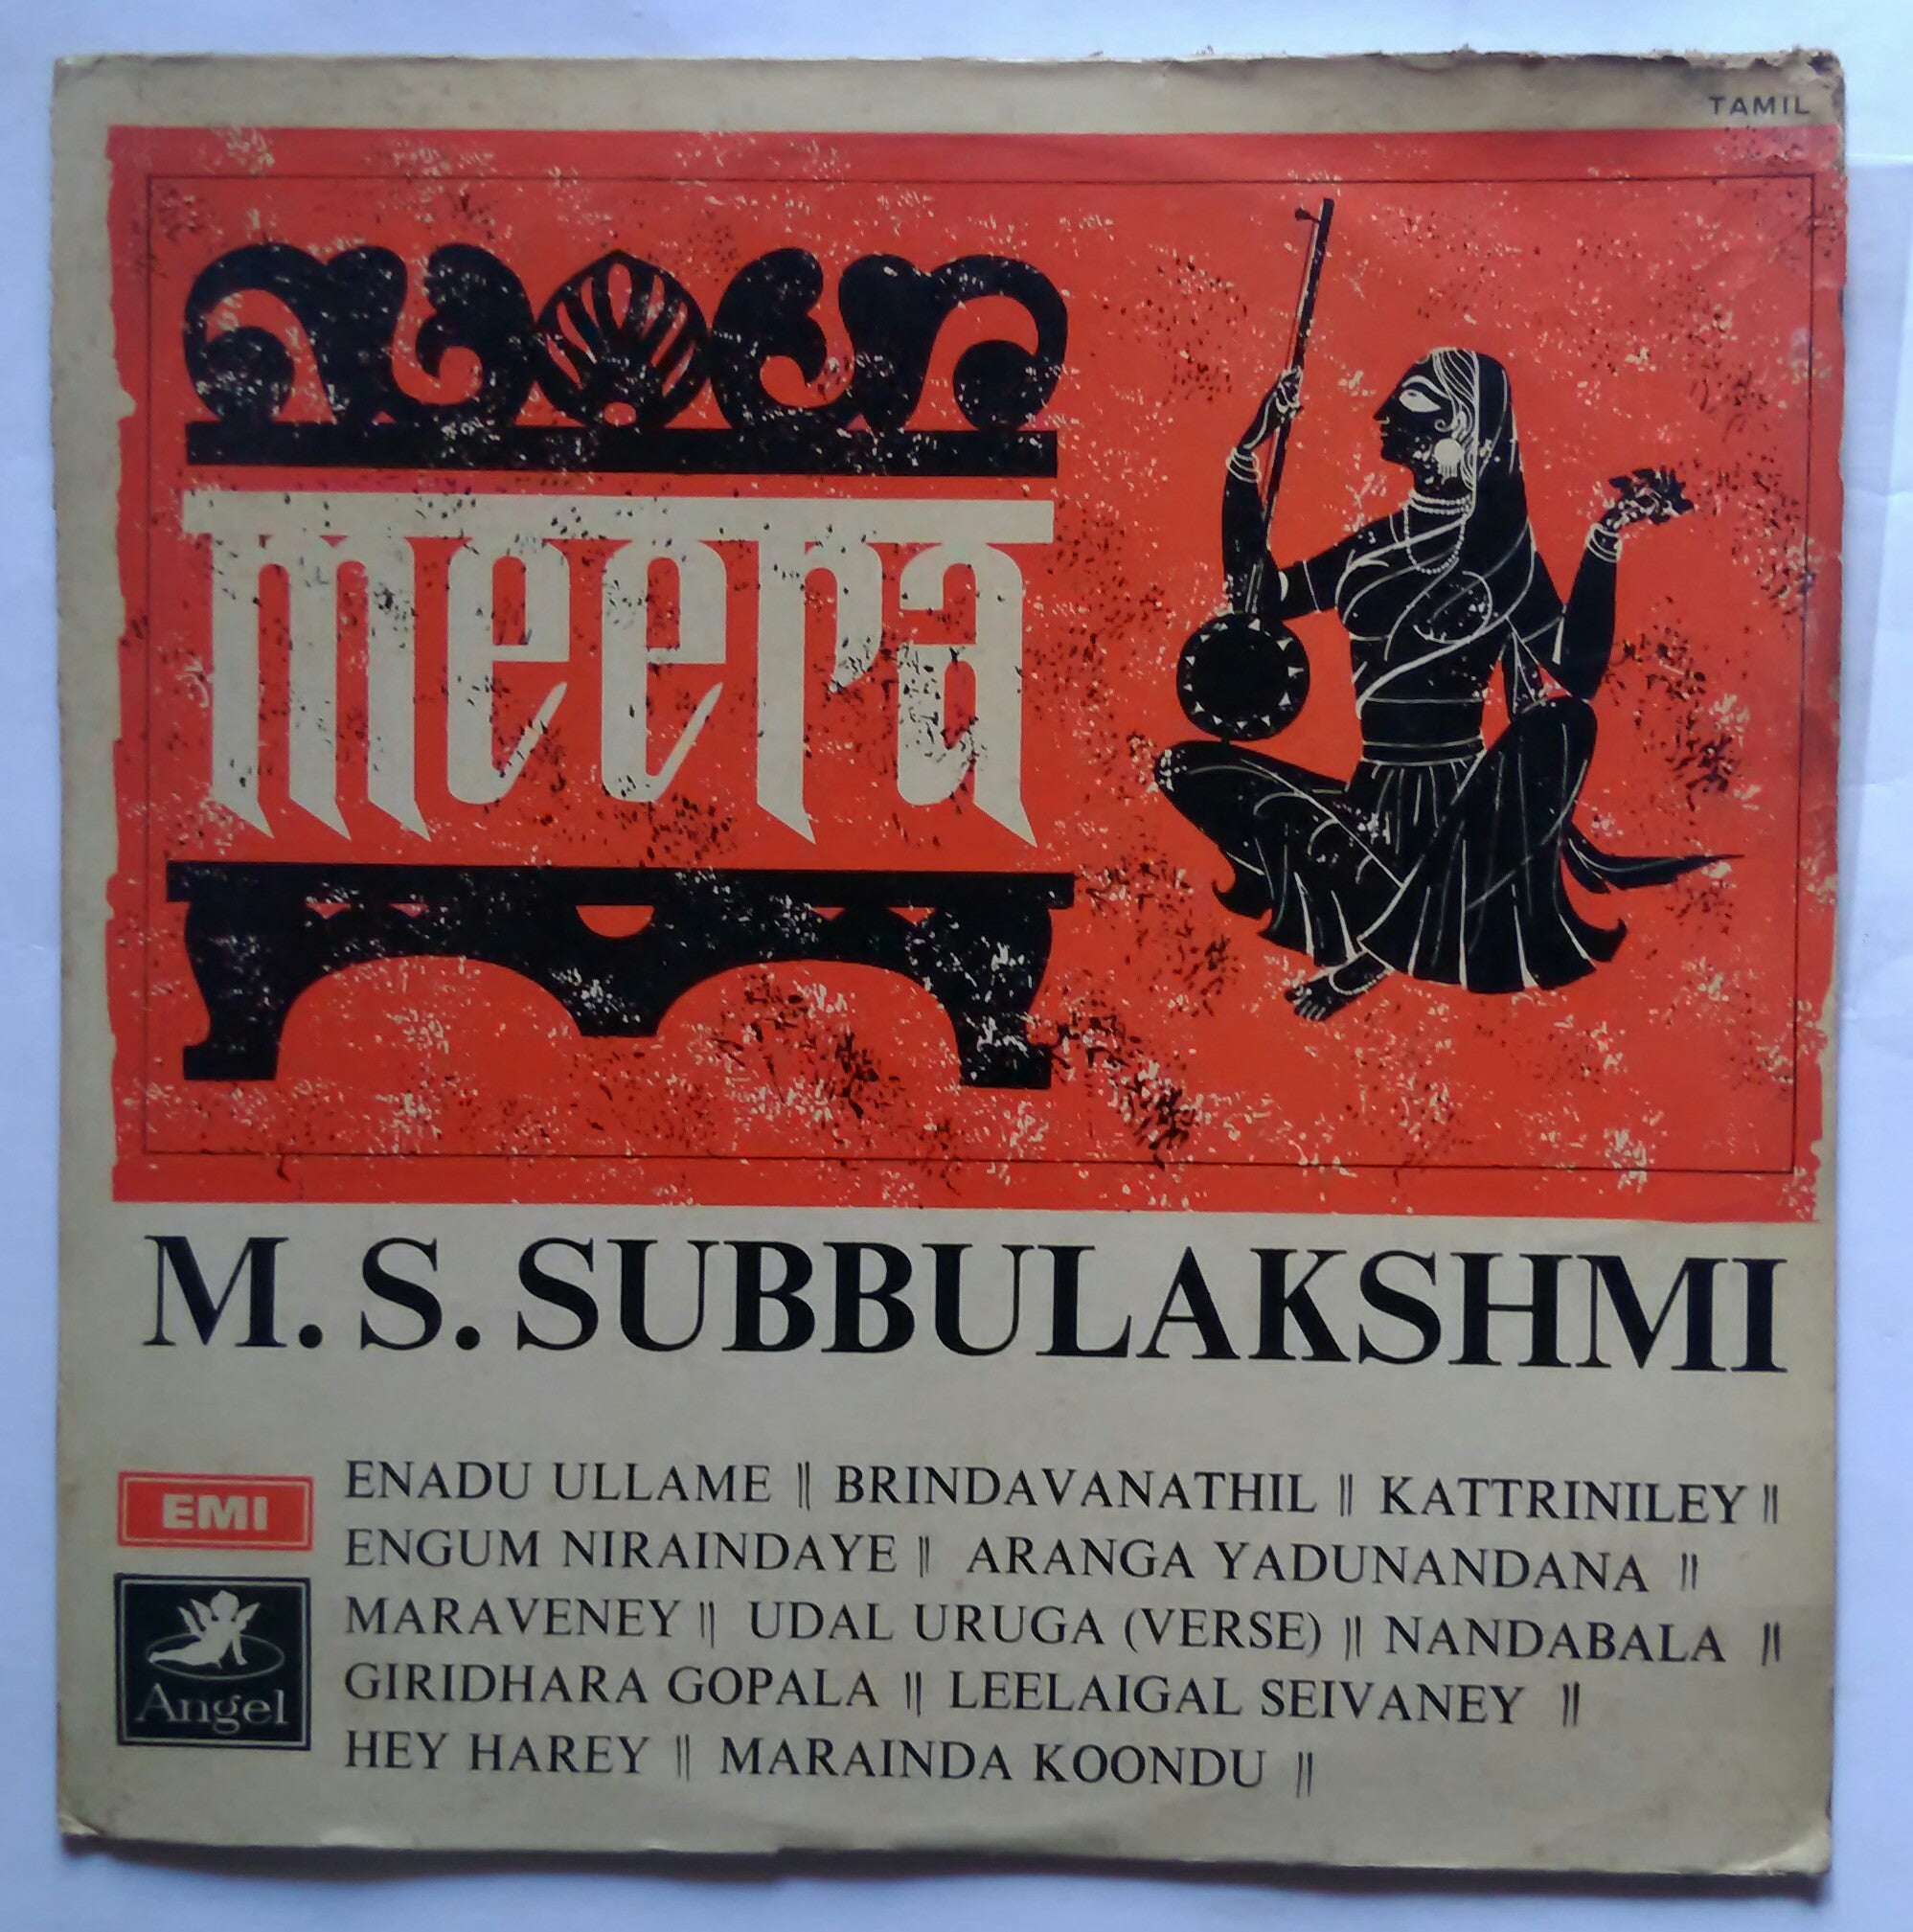 TAMIL
meera
M. S. SUBBULAKSHMI
EMI
Angel
ENADU ULLAME || BRINDAVANATHIL || KATTRINILEY ||
ENGUM NIRAINDAYE || ARANGA YADUNANDANA ||
MARAVENEY || UDAL URUGA (VERSE) || NANDABALA ||
GIRIDHARA GOPALA || LEELAIGAL SEIVANEY ||
HEY HAREY || MARAINDA KOONDU ||